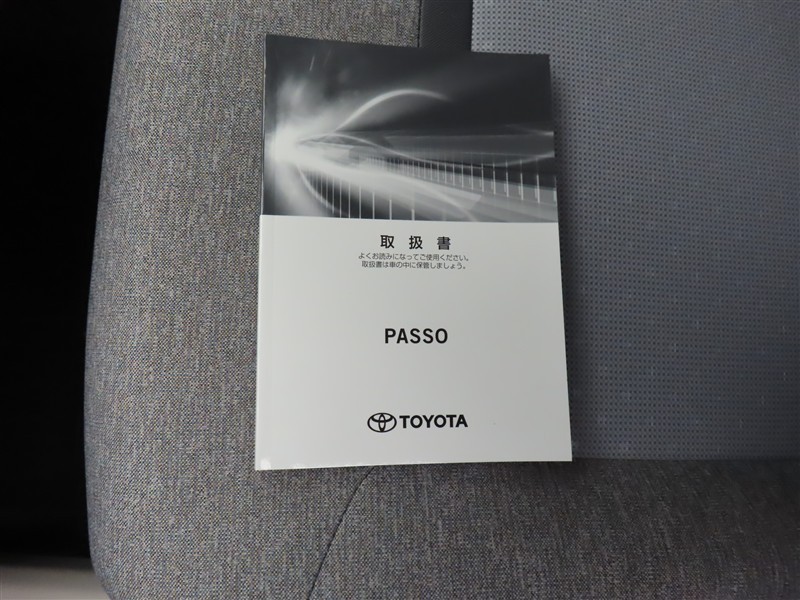 取扱書
よくお読みになってご使用ください。
取扱書は車の中に保管しましょう。
PASSO
TOYOTA